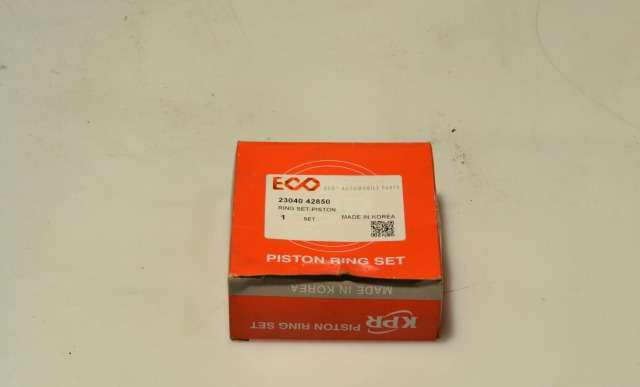 ECO ECO® AUTOMOBILE PARTS
23040 42850
RING SET-PISTON
1 SET MADE IN KOREA
PISTON RING SET
MADE IN KOREA
KPR PISTON RING SET